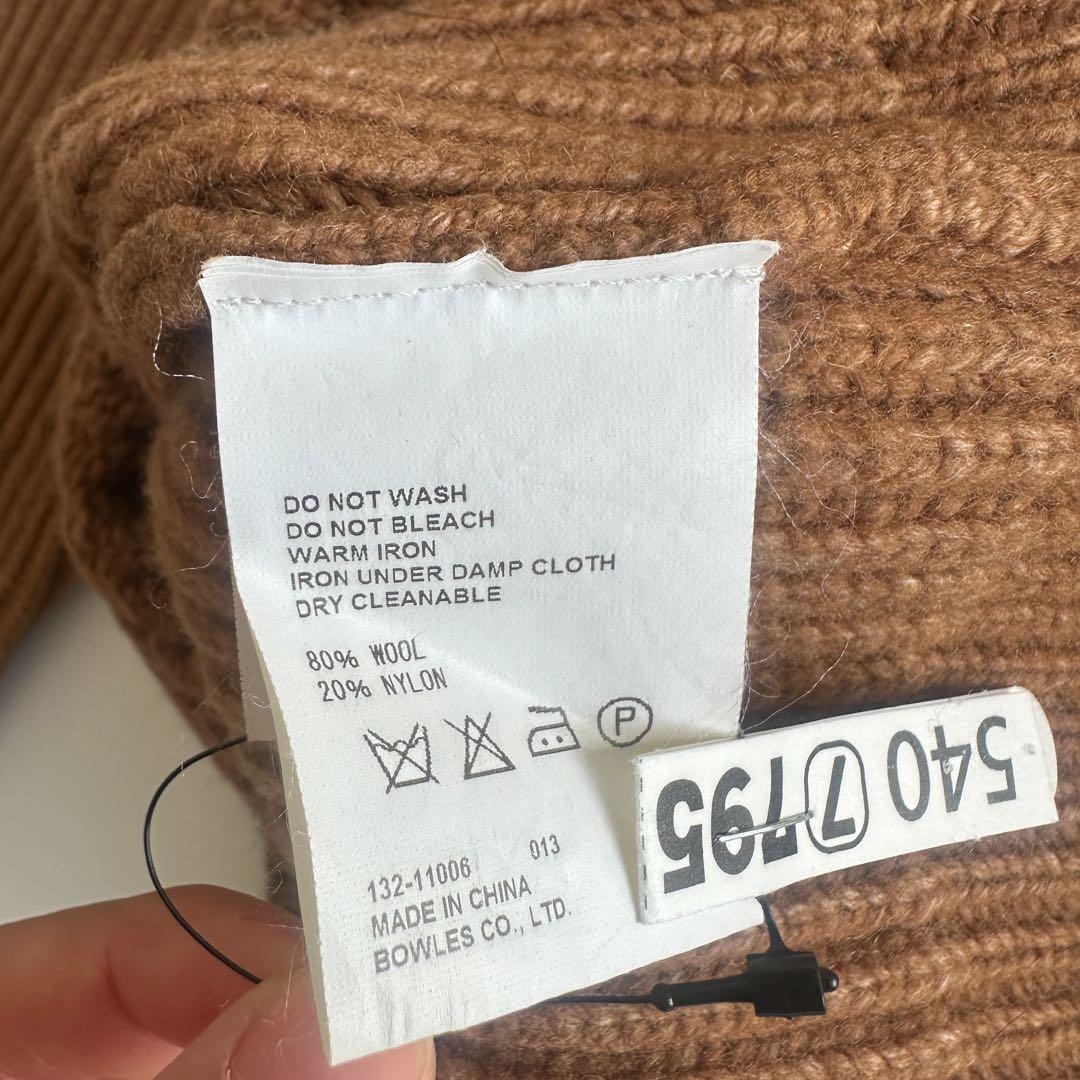 DO NOT WASH
DO NOT BLEACH
WARM IRON
IRON UNDER DAMP CLOTH
DRY CLEANABLE
80% WOOL
20% NYLON
P
540 7 795
132-11006 013
MADE IN CHINA
BOWLES CO., LTD.